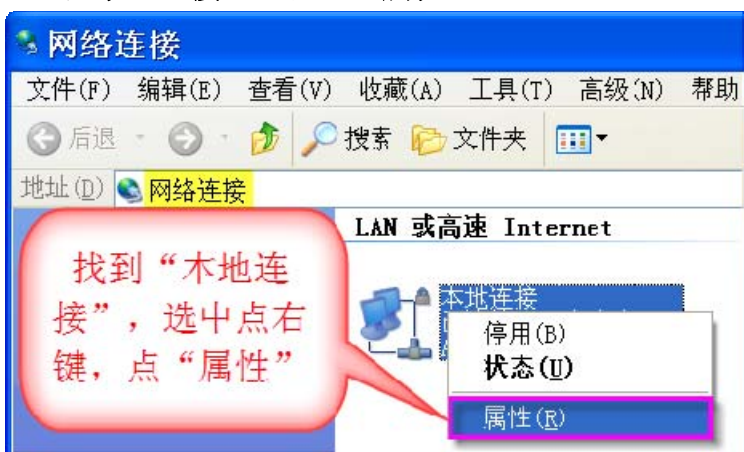 网络连接
文件(F) 编辑(E) 查看(V) 收藏(A) 工具(T) 高级(N) 帮助
后退 搜索 文件夹
地址(D) 网络连接
LAN 或高速 Internet
找到“木地连
接”，选中点右
键，点“属性”
本地连接
停用(B)
状态(U)
属性(R)